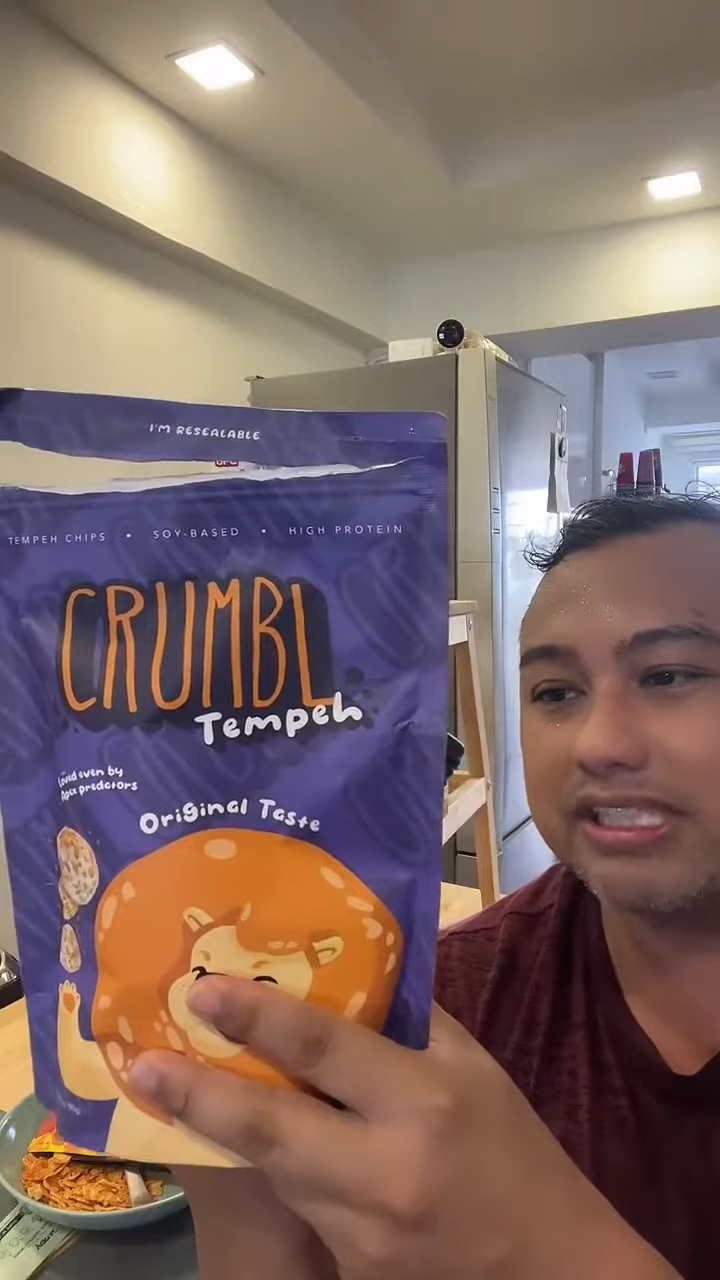 I'M RESEALABLE
TEMPEH CHIPS • SOY-BASED • HIGH PROTEIN
CRUMBL
Tempeh
Loved even by
Apex predators
Original Taste